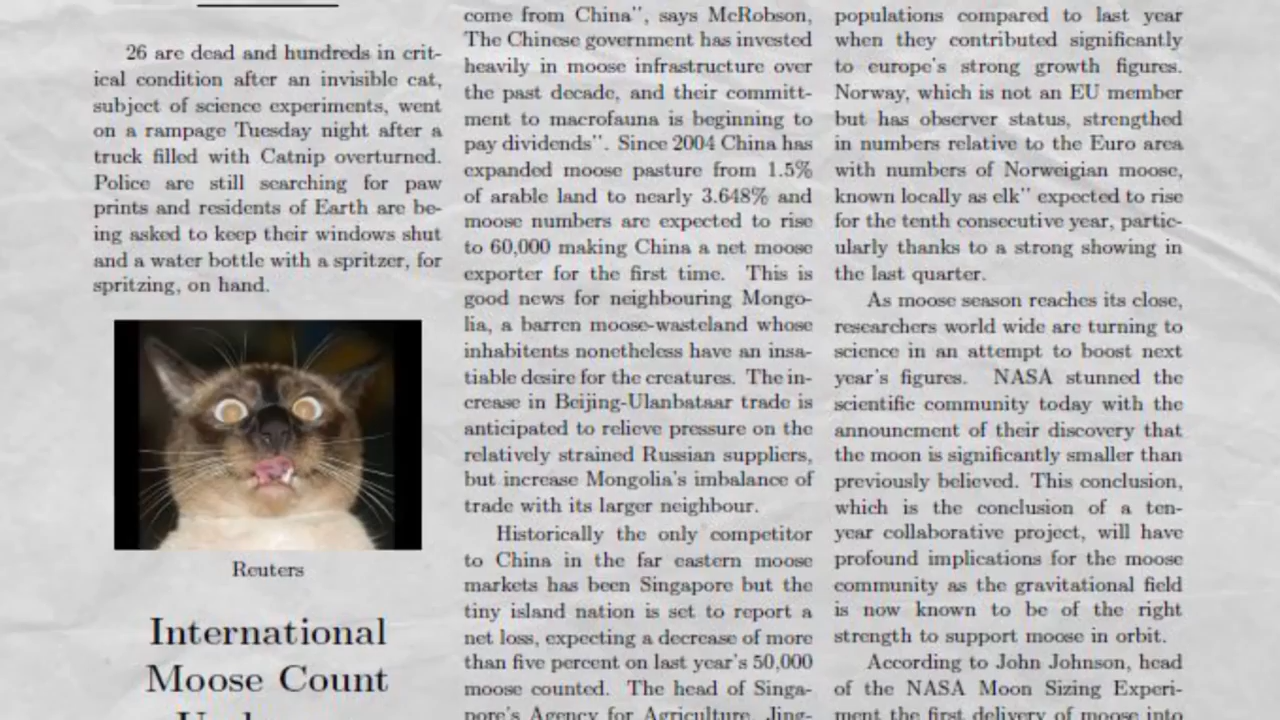 26 are dead and hundreds in crit-
ical condition after an invisible cat,
subject of science experiments, went
on a rampage Tuesday night after a
truck filled with Catnip overturned.
Police are still searching for paw
prints and residents of Earth are be-
ing asked to keep their windows shut
and a water bottle with a spritzer, for
spritzing, on hand.
Reuters
International
Moose Count
come from China", says McRobson,
The Chinese government has invested
heavily in moose infrastructure over
the past decade, and their committ-
ment to macrofauna is beginning to
pay dividends". Since 2004 China has
expanded moose pasture from 1.5%
of arable land to nearly 3.648% and
moose numbers are expected to rise
to 60,000 making China a net moose
exporter for the first time. This is
good news for neighbouring Mongo-
lia, a barren moose-wasteland whose
inhabitents nonetheless have an insa-
tiable desire for the creatures. The in-
crease in Beijing-Ulanbataar trade is
anticipated to relieve pressure on the
relatively strained Russian suppliers,
but increase Mongolia's imbalance of
trade with its larger neighbour.
Historically the only competitor
to China in the far eastern moose
markets has been Singapore but the
tiny island nation is set to report a
net loss, expecting a decrease of more
than five percent on last year's 50,000
moose counted. The head of Singa-
pore's Agency for Agriculture, Jing-
populations compared to last year
when they contributed significantly
to europe's strong growth figures.
Norway, which is not an EU member
but has observer status, strengthed
in numbers relative to the Euro area
with numbers of Norweigian moose,
known locally as elk" expected to rise
for the tenth consecutive year, partic-
ularly thanks to a strong showing in
the last quarter.
As moose season reaches its close,
researchers world wide are turning to
science in an attempt to boost next
year's figures. NASA stunned the
scientific community today with the
announcment of their discovery that
the moon is significantly smaller than
previously believed. This conclusion,
which is the conclusion of a ten-
year collaborative project, will have
profound implications for the moose
community as the gravitational field
is now known to be of the right
strength to support moose in orbit.
According to John Johnson, head
of the NASA Moon Sizing Experi-
ment the first delivery of moose into